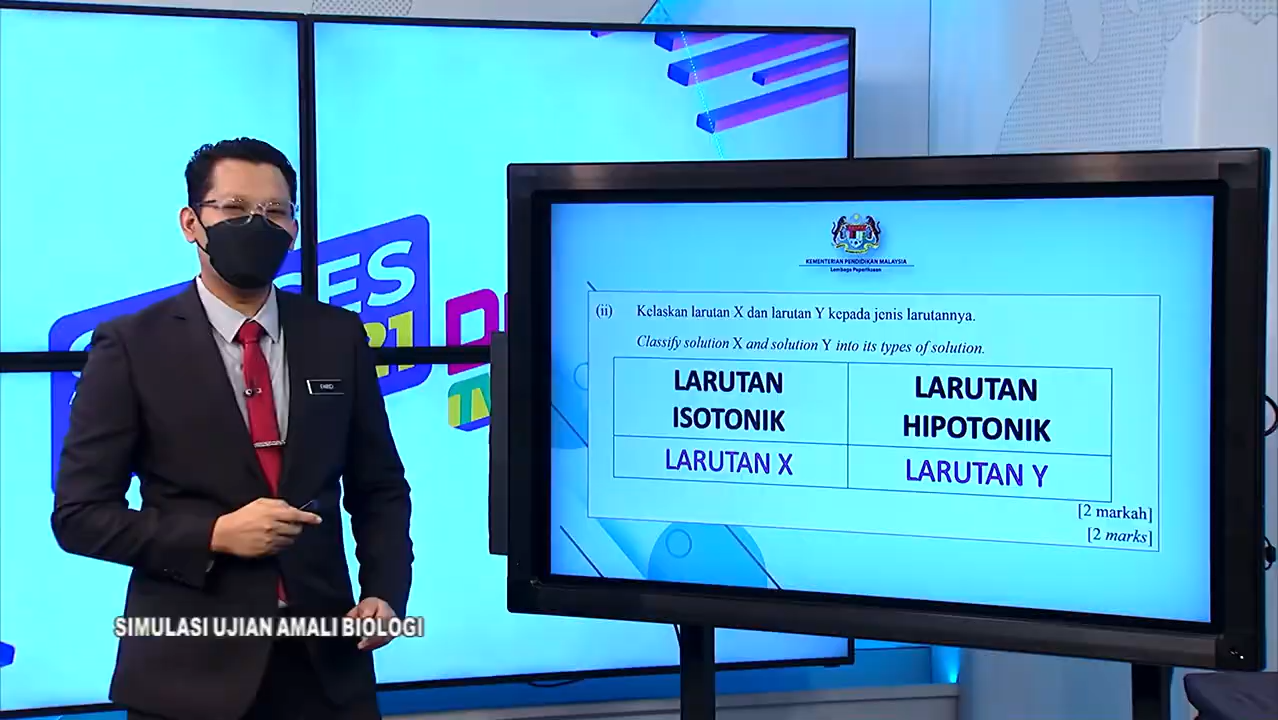 KEMENTERIAN PENDIDIKAN MALAYSIA
Lembaga Peperiksaan
(ii) Kelaskan larutan X dan larutan Y kepada jenis larutannya.
Classify solution X and solution Y into its types of solution.
LARUTAN ISOTONIK
LARUTAN HIPOTONIK
LARUTAN X
LARUTAN Y
[2 markah]
[2 marks]
SIMULASI UJIAN AMALI BIOLOGI